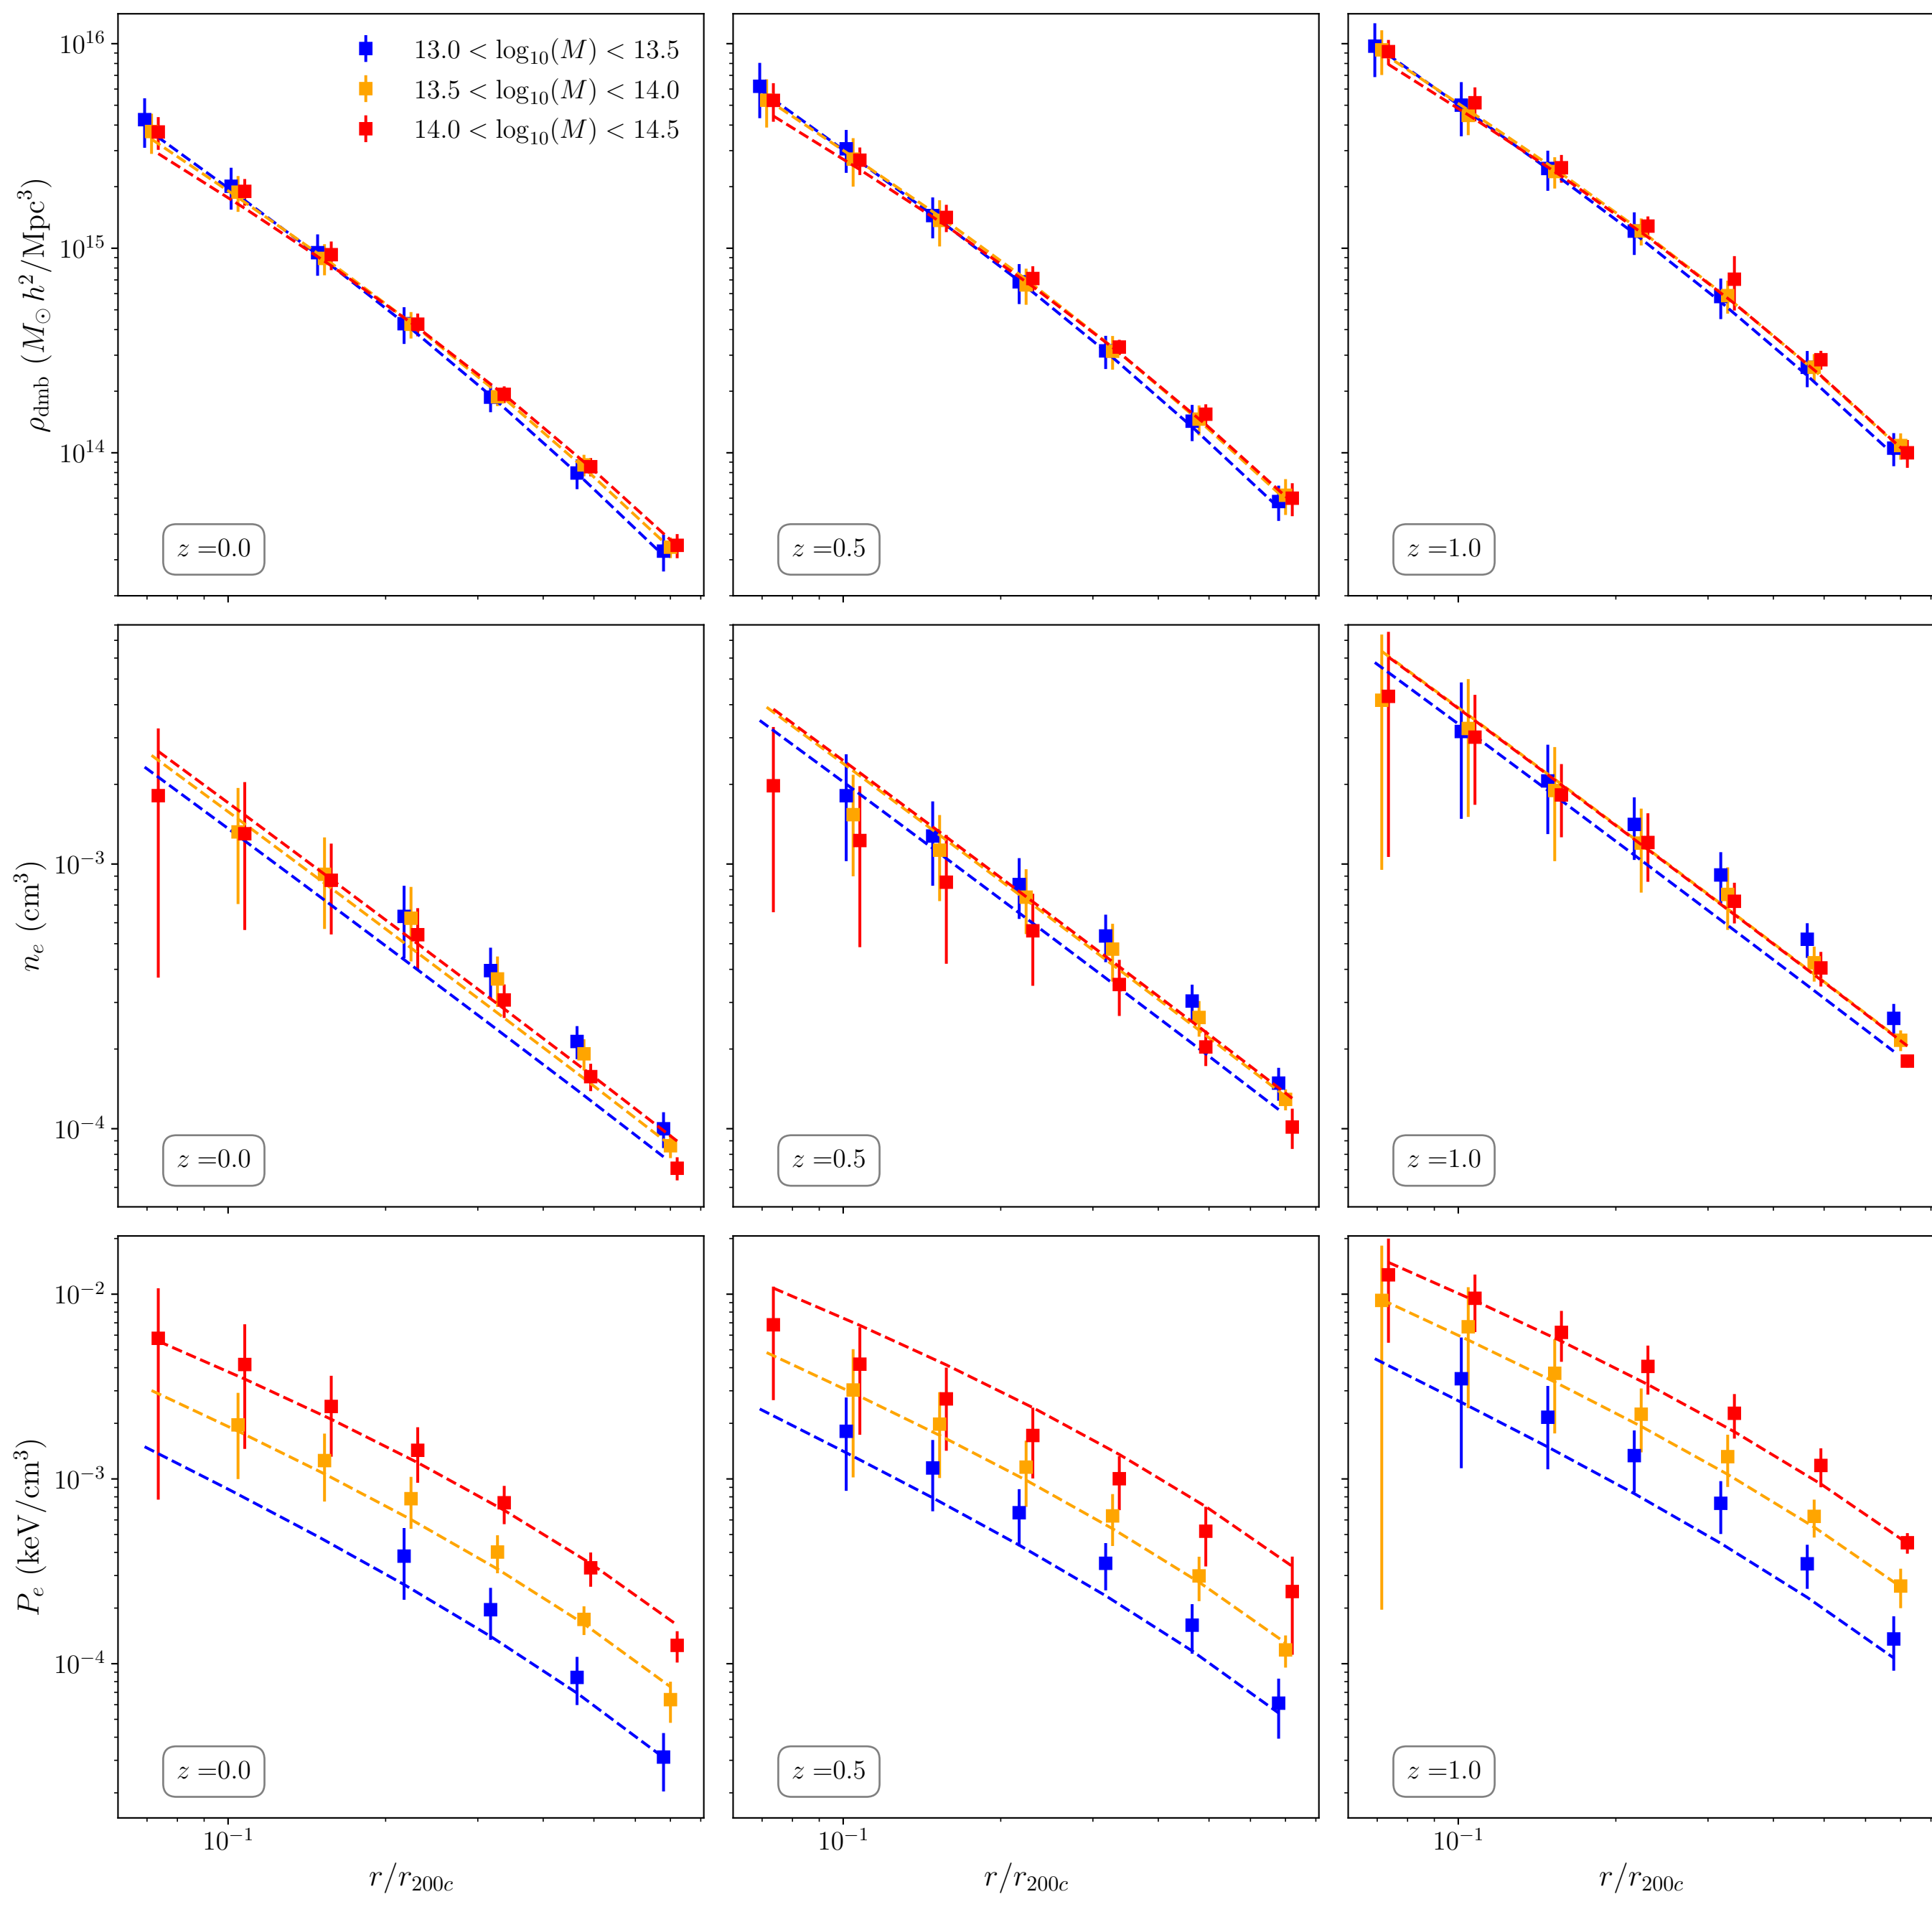 10^16
10^15
10^14
ρ_dmb (M_⊙ h^2/Mpc^3)
13.0 < log_10(M) < 13.5
13.5 < log_10(M) < 14.0
14.0 < log_10(M) < 14.5
z =0.0
z =0.5
z =1.0
10^−3
10^−4
n_e (cm^3)
z =0.0
z =0.5
z =1.0
10^−2
10^−3
10^−4
P_e (keV/cm^3)
z =0.0
z =0.5
z =1.0
10^−1
10^−1
10^−1
r/r_200c
r/r_200c
r/r_200c